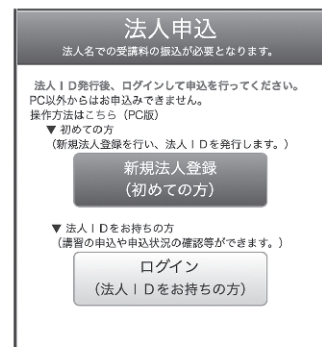 法人申込
法人名での受講料の振込が必要となります。
法人ＩＤ発行後、ログインして申込を行ってください。
PC以外からはお申込みできません。
操作方法はこちら（PC版）
▼ 初めての方
（新規法人登録を行い、法人ＩＤを発行します。）
新規法人登録
（初めての方）
▼ 法人ＩＤをお持ちの方
（講習の申込や申込状況の確認等ができます。）
ログイン
（法人ＩＤをお持ちの方）